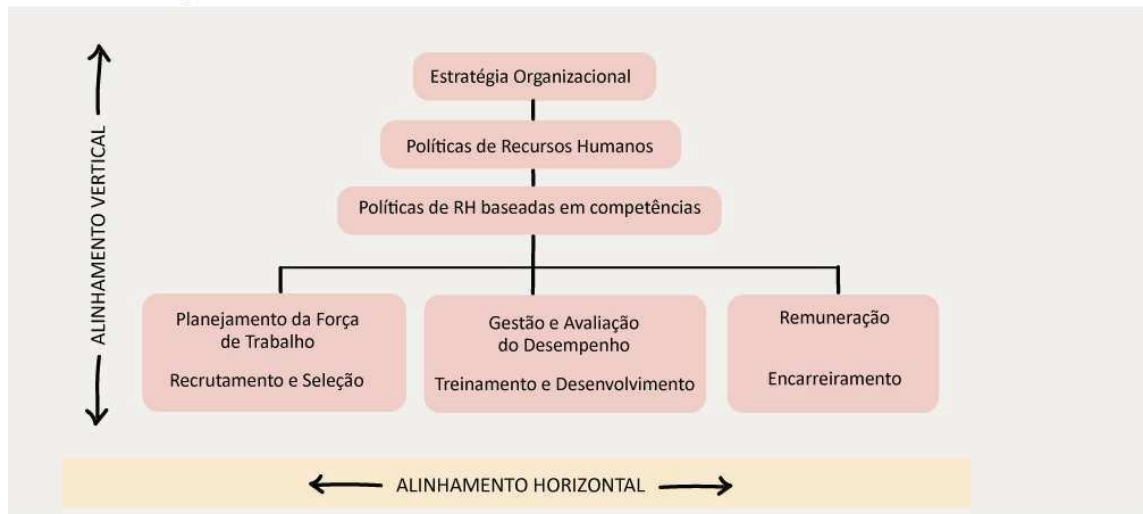 Estratégia Organizacional
Políticas de Recursos Humanos
Políticas de RH baseadas em competências
ALINHAMENTO VERTICAL
Planejamento da Força
de Trabalho
Recrutamento e Seleção
Gestão e Avaliação
do Desempenho
Treinamento e Desenvolvimento
Remuneração
Encarreiramento
ALINHAMENTO HORIZONTAL